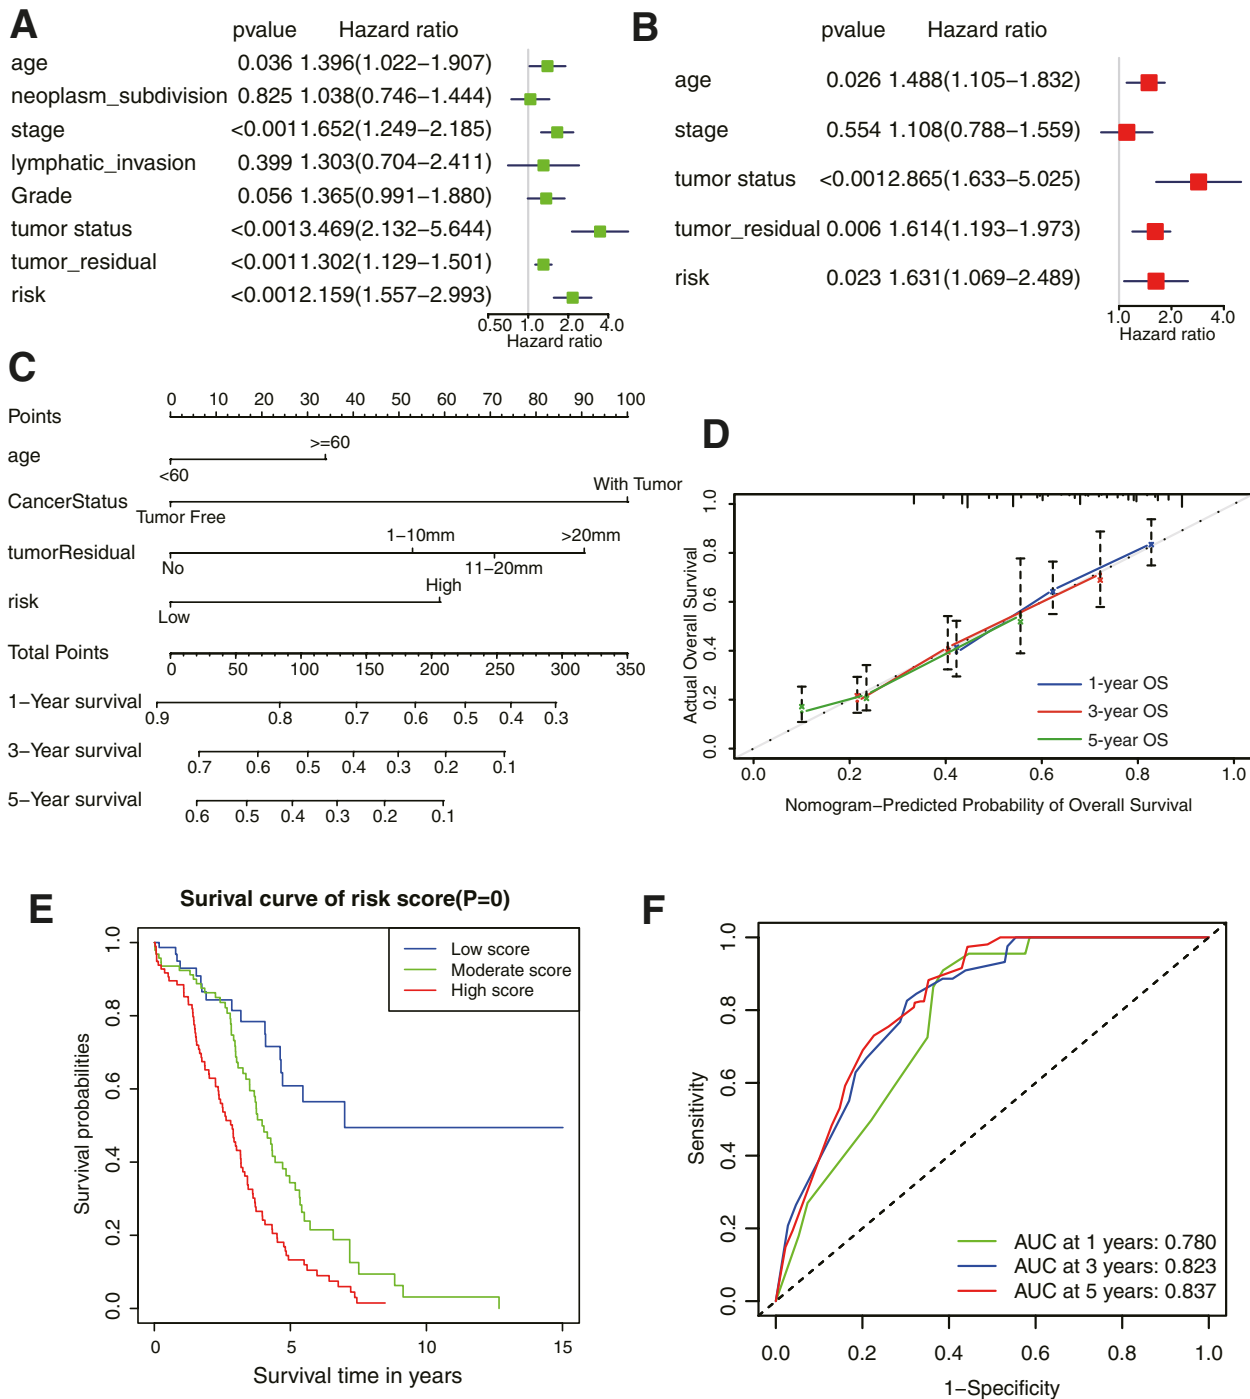 A
pvalue Hazard ratio
age 0.036 1.396(1.022−1.907)
neoplasm_subdivision 0.825 1.038(0.746−1.444)
stage <0.001 1.652(1.249−2.185)
lymphatic_invasion 0.399 1.303(0.704−2.411)
Grade 0.056 1.365(0.991−1.880)
tumor status <0.001 3.469(2.132−5.644)
tumor_residual <0.001 1.302(1.129−1.501)
risk <0.001 2.159(1.557−2.993)
0.50 1.0 2.0 4.0
Hazard ratio
B
pvalue Hazard ratio
age 0.026 1.488(1.105−1.832)
stage 0.554 1.108(0.788−1.559)
tumor status <0.001 2.865(1.633−5.025)
tumor_residual 0.006 1.614(1.193−1.973)
risk 0.023 1.631(1.069−2.489)
1.0 2.0 4.0
Hazard ratio
C
0 10 20 30 40 50 60 70 80 90 100
Points
>=60
age
<60
With Tumor
CancerStatus
Tumor Free
1−10mm >20mm
tumorResidual
No 11−20mm
High
risk
Low
Total Points
0 50 100 150 200 250 300 350
1−Year survival
0.9 0.8 0.7 0.6 0.5 0.4 0.3
3−Year survival
0.7 0.6 0.5 0.4 0.3 0.2 0.1
5−Year survival
0.6 0.5 0.4 0.3 0.2 0.1
D
Actual Overall Survival
1.0
0.8
0.6
0.4
0.2
0.0
1-year OS
3-year OS
5-year OS
0.0 0.2 0.4 0.6 0.8 1.0
Nomogram−Predicted Probability of Overall Survival
E
Surival curve of risk score(P=0)
Survival probabilities
1.0
0.8
0.6
0.4
0.2
0.0
Low score
Moderate score
High score
0 5 10 15
Survival time in years
F
Sensitivity
1.0
0.8
0.6
0.4
0.2
0.0
AUC at 1 years: 0.780
AUC at 3 years: 0.823
AUC at 5 years: 0.837
0.0 0.2 0.4 0.6 0.8 1.0
1−Specificity